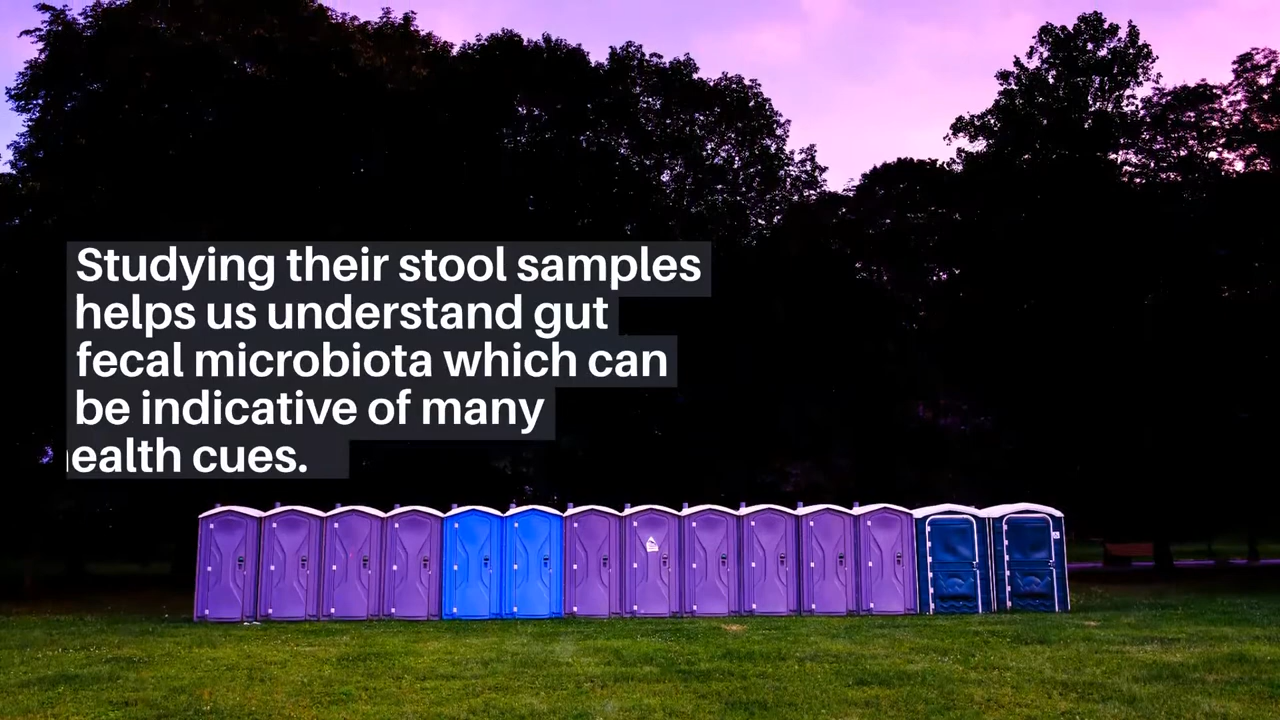 Studying their stool samples
helps us understand gut
fecal microbiota which can
be indicative of many
ealth cues.